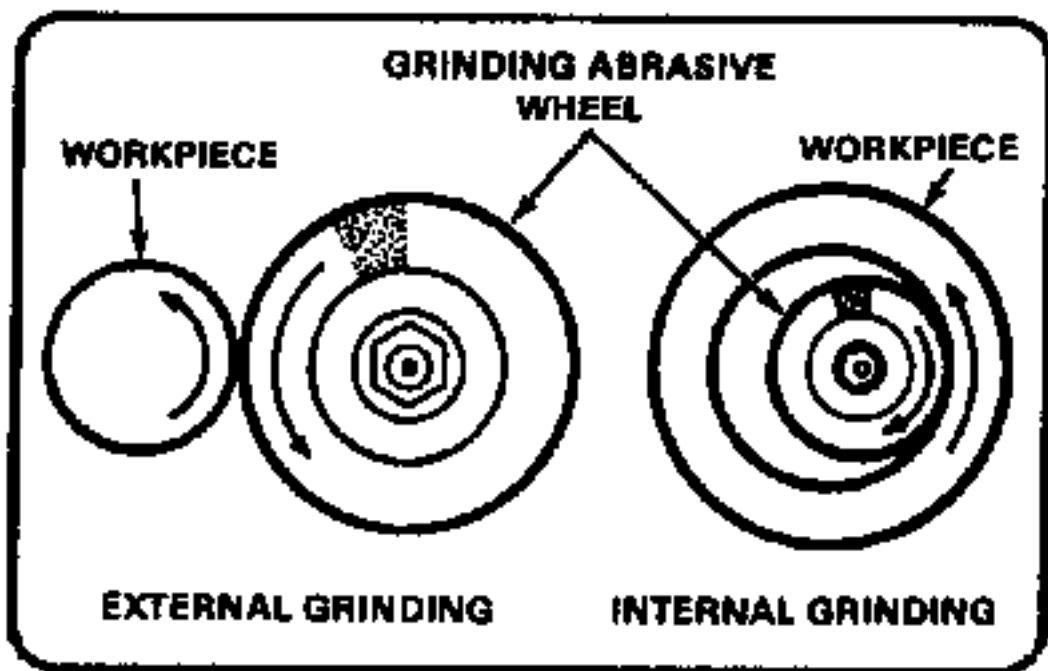 GRINDING ABRASIVE
WHEEL
WORKPIECE
WORKPIECE
EXTERNAL GRINDING
INTERNAL GRINDING